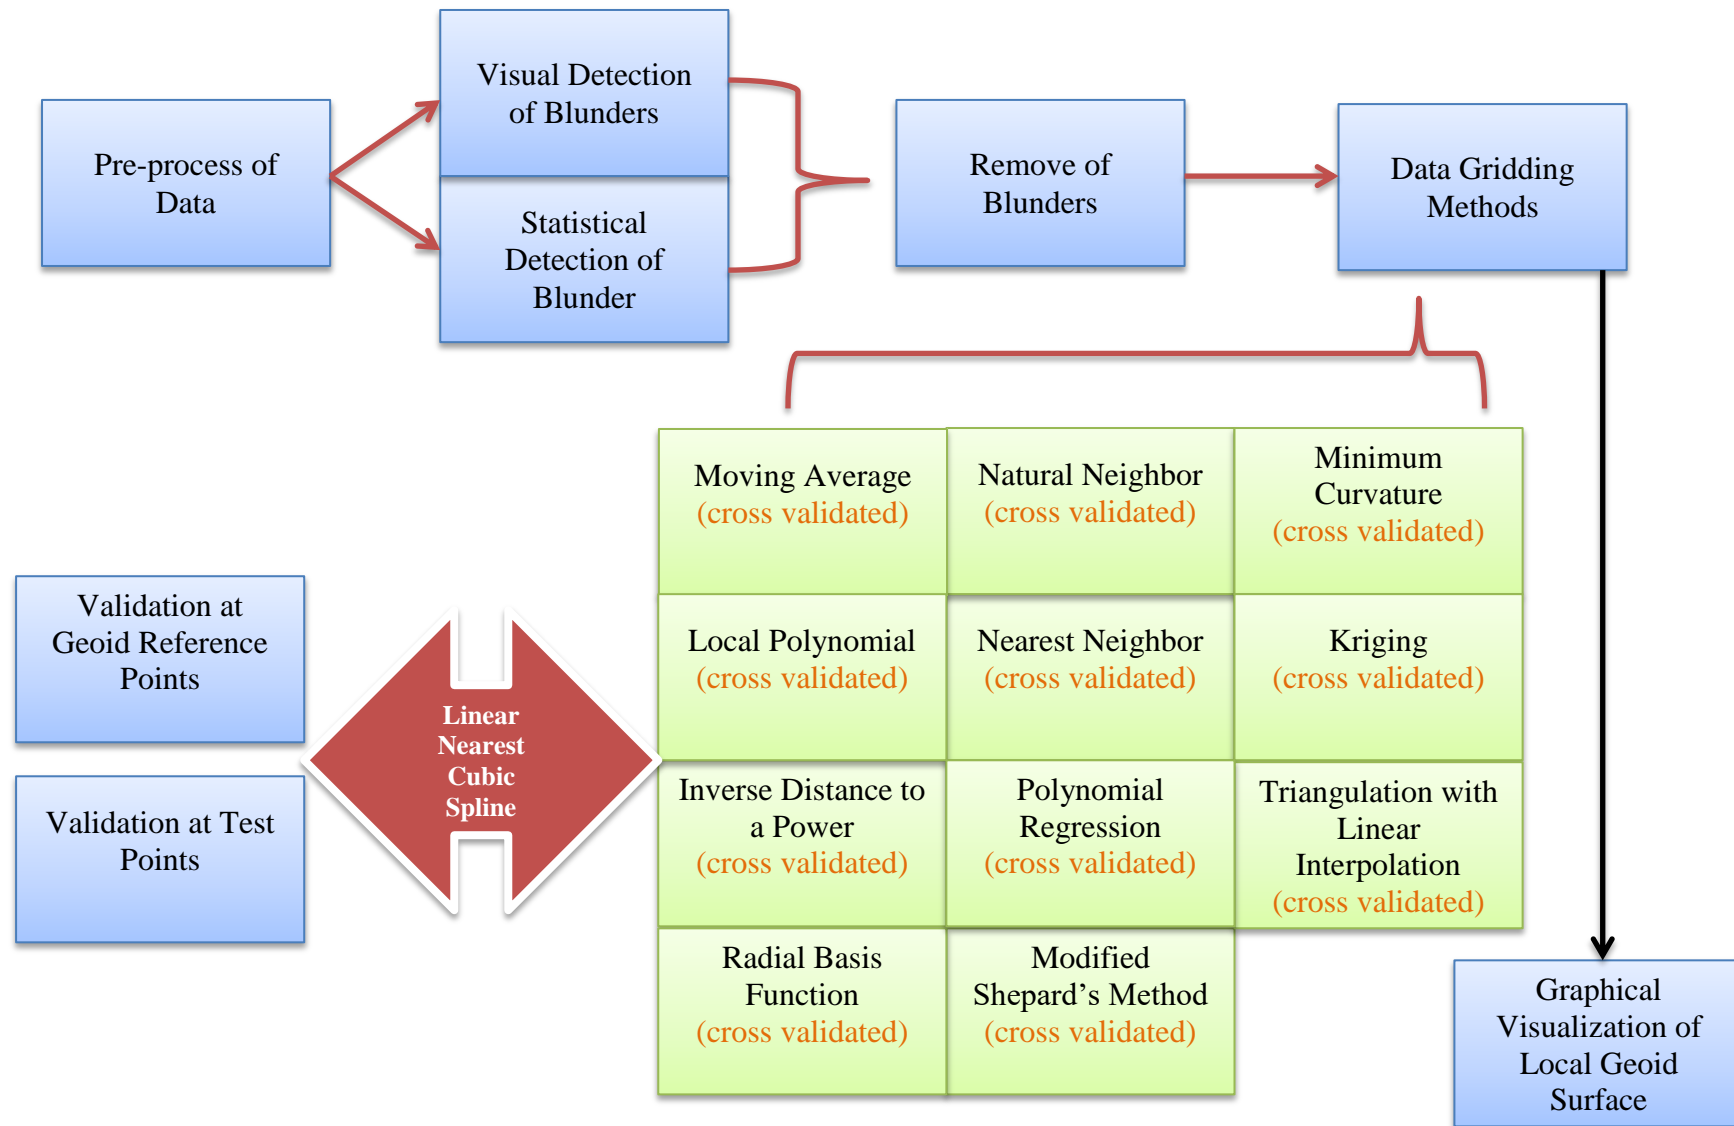 Pre-process of
Data
Visual Detection
of Blunders
Statistical
Detection of
Blunder
Remove of
Blunders
Data Gridding
Methods
Moving Average
(cross validated)
Natural Neighbor
(cross validated)
Minimum
Curvature
(cross validated)
Local Polynomial
(cross validated)
Nearest Neighbor
(cross validated)
Kriging
(cross validated)
Inverse Distance to
a Power
(cross validated)
Polynomial
Regression
(cross validated)
Triangulation with
Linear
Interpolation
(cross validated)
Radial Basis
Function
(cross validated)
Modified
Shepard’s Method
(cross validated)
Linear
Nearest
Cubic
Spline
Validation at
Geoid Reference
Points
Validation at Test
Points
Graphical
Visualization of
Local Geoid
Surface